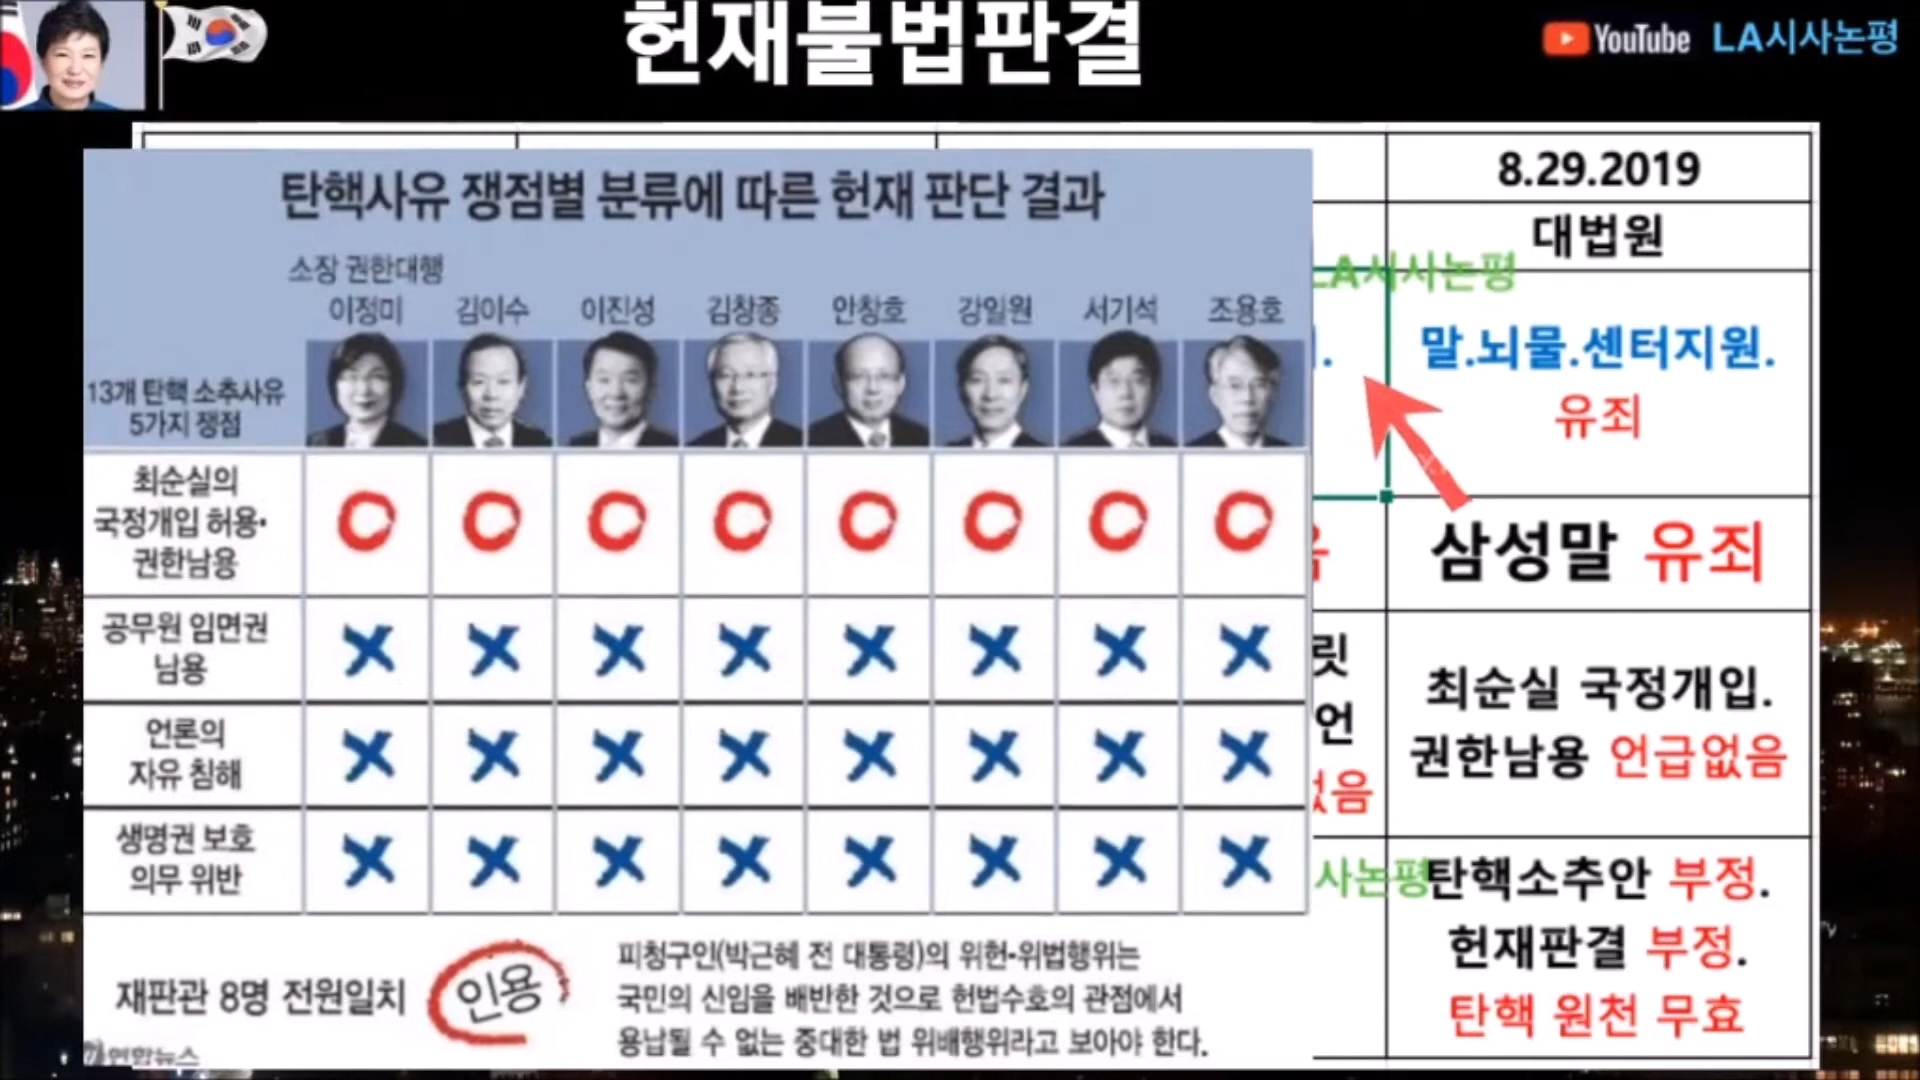 헌재불법판결
YouTube LA시사논평
탄핵사유 쟁점별 분류에 따른 헌재 판단 결과
소장 권한대행
이정미 김이수 이진성 김창종 안창호 강일원 서기석 조용호
13개 탄핵 소추사유
5가지 쟁점
최순실의
국정개입 허용·
권한남용
공무원 임면권
남용
언론의
자유 침해
생명권 보호
의무 위반
재판관 8명 전원일치
인용
피청구인(박근혜 전 대통령)의 위헌·위법행위는
국민의 신임을 배반한 것으로 헌법수호의 관점에서
용납될 수 없는 중대한 법 위배행위라고 보아야 한다.
연합뉴스
8.29.2019
대법원
LA시사논평
말.뇌물.센터지원.
유죄
삼성말 유죄
릿
언
없음
최순실 국정개입.
권한남용 언급없음
시사논평
탄핵소추안 부정.
헌재판결 부정.
탄핵 원천 무효